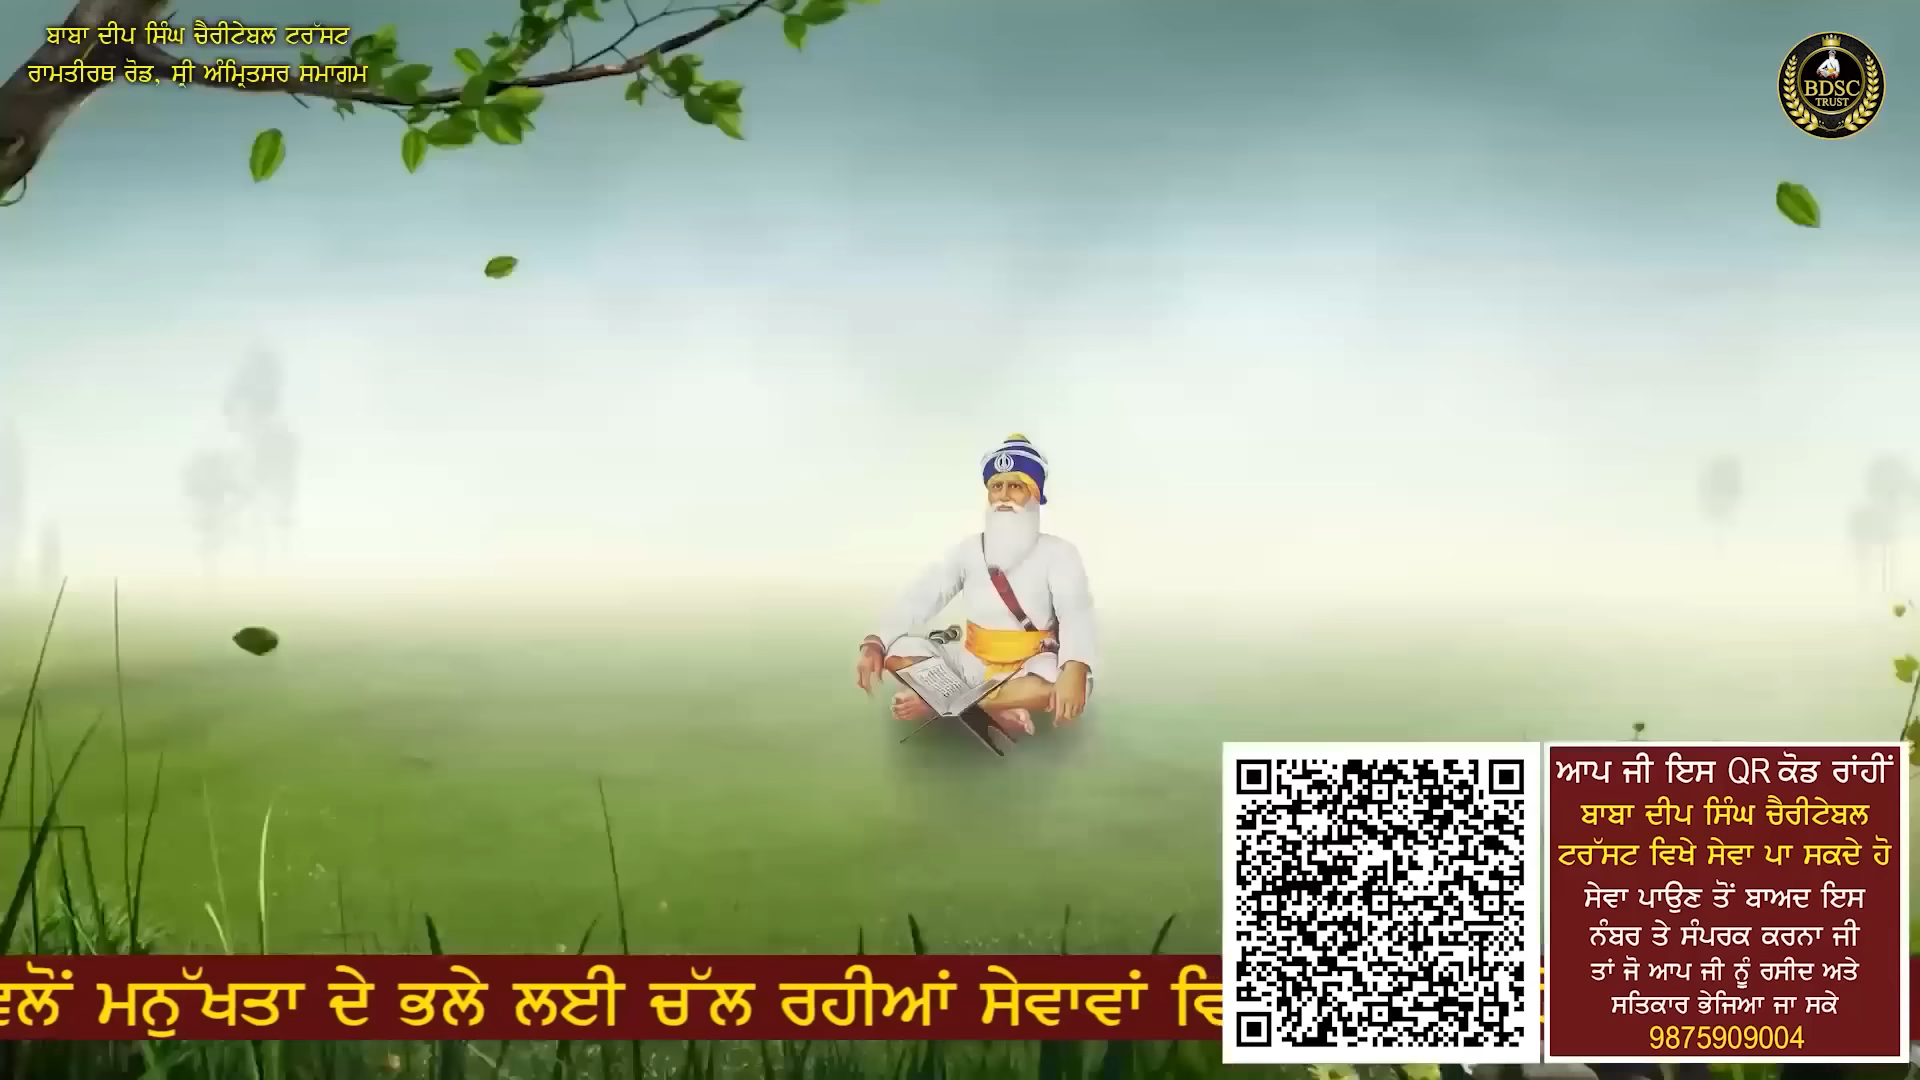 ਬਾਬਾ ਦੀਪ ਸਿੰਘ ਚੈਰੀਟੇਬਲ ਟਰੱਸਟ
ਰਾਮਤੀਰਥ ਰੋਡ, ਸ੍ਰੀ ਅੰਮ੍ਰਿਤਸਰ ਸਮਾਗਮ
BDSC
TRUST
ਆਪ ਜੀ ਇਸ QR ਕੋਡ ਰਾਂਹੀਂ
ਬਾਬਾ ਦੀਪ ਸਿੰਘ ਚੈਰੀਟੇਬਲ
ਟਰੱਸਟ ਵਿਖੇ ਸੇਵਾ ਪਾ ਸਕਦੇ ਹੋ
ਸੇਵਾ ਪਾਉਣ ਤੋਂ ਬਾਅਦ ਇਸ
ਨੰਬਰ ਤੇ ਸੰਪਰਕ ਕਰਨਾ ਜੀ
ਤਾਂ ਜੋ ਆਪ ਜੀ ਨੂੰ ਰਸੀਦ ਅਤੇ
ਸਤਿਕਾਰ ਭੇਜਿਆ ਜਾ ਸਕੇ
9875909004
ਮਨੁੱਖਤਾ ਦੇ ਭਲੇ ਲਈ ਚੱਲ ਰਹੀਆਂ ਸੇਵਾਵਾਂ